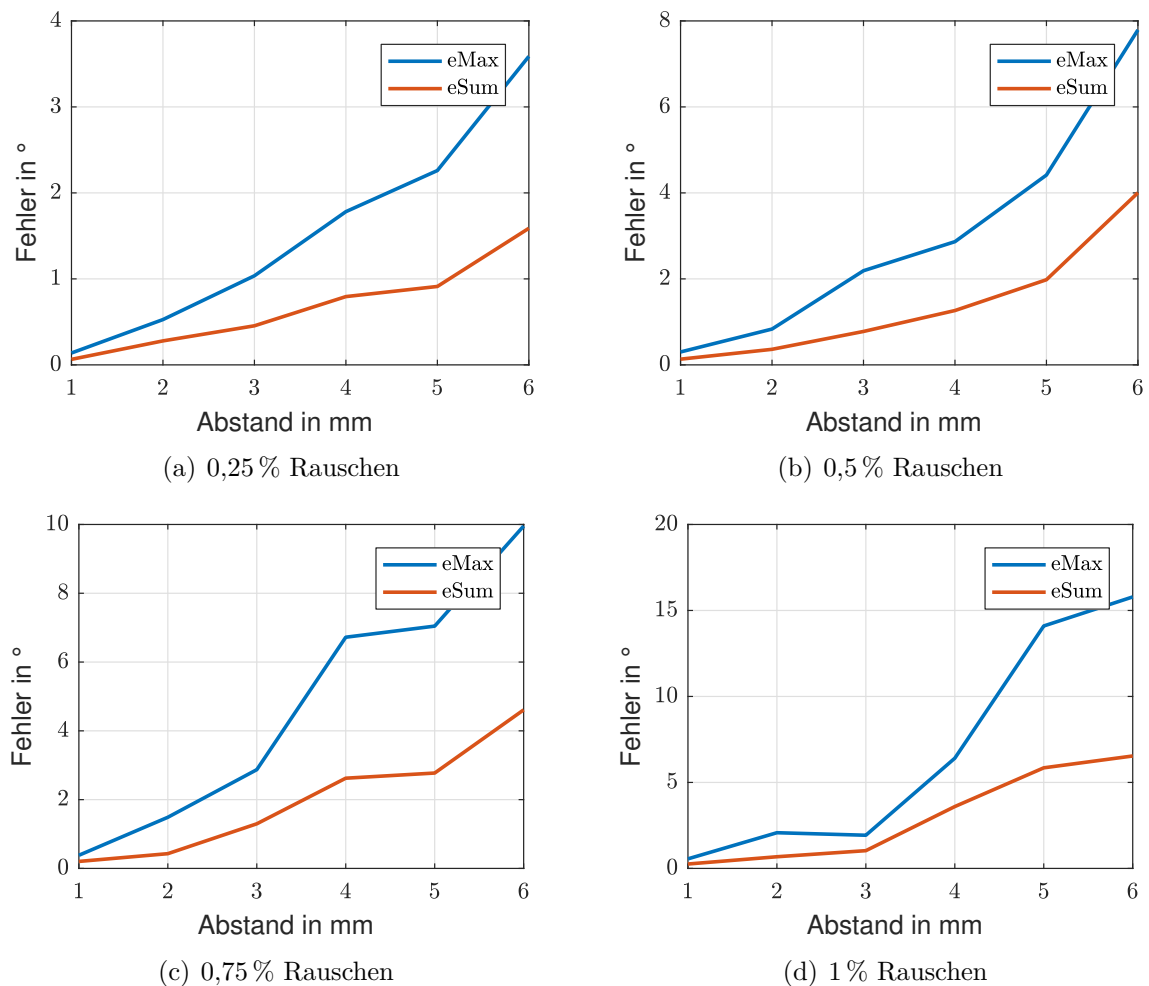 4
3
2
1
0
Fehler in °
eMax
eSum
1 2 3 4 5 6
Abstand in mm
(a) 0,25 % Rauschen
8
6
4
2
0
Fehler in °
eMax
eSum
1 2 3 4 5 6
Abstand in mm
(b) 0,5 % Rauschen
10
8
6
4
2
0
Fehler in °
eMax
eSum
1 2 3 4 5 6
Abstand in mm
(c) 0,75 % Rauschen
20
15
10
5
0
Fehler in °
eMax
eSum
1 2 3 4 5 6
Abstand in mm
(d) 1 % Rauschen